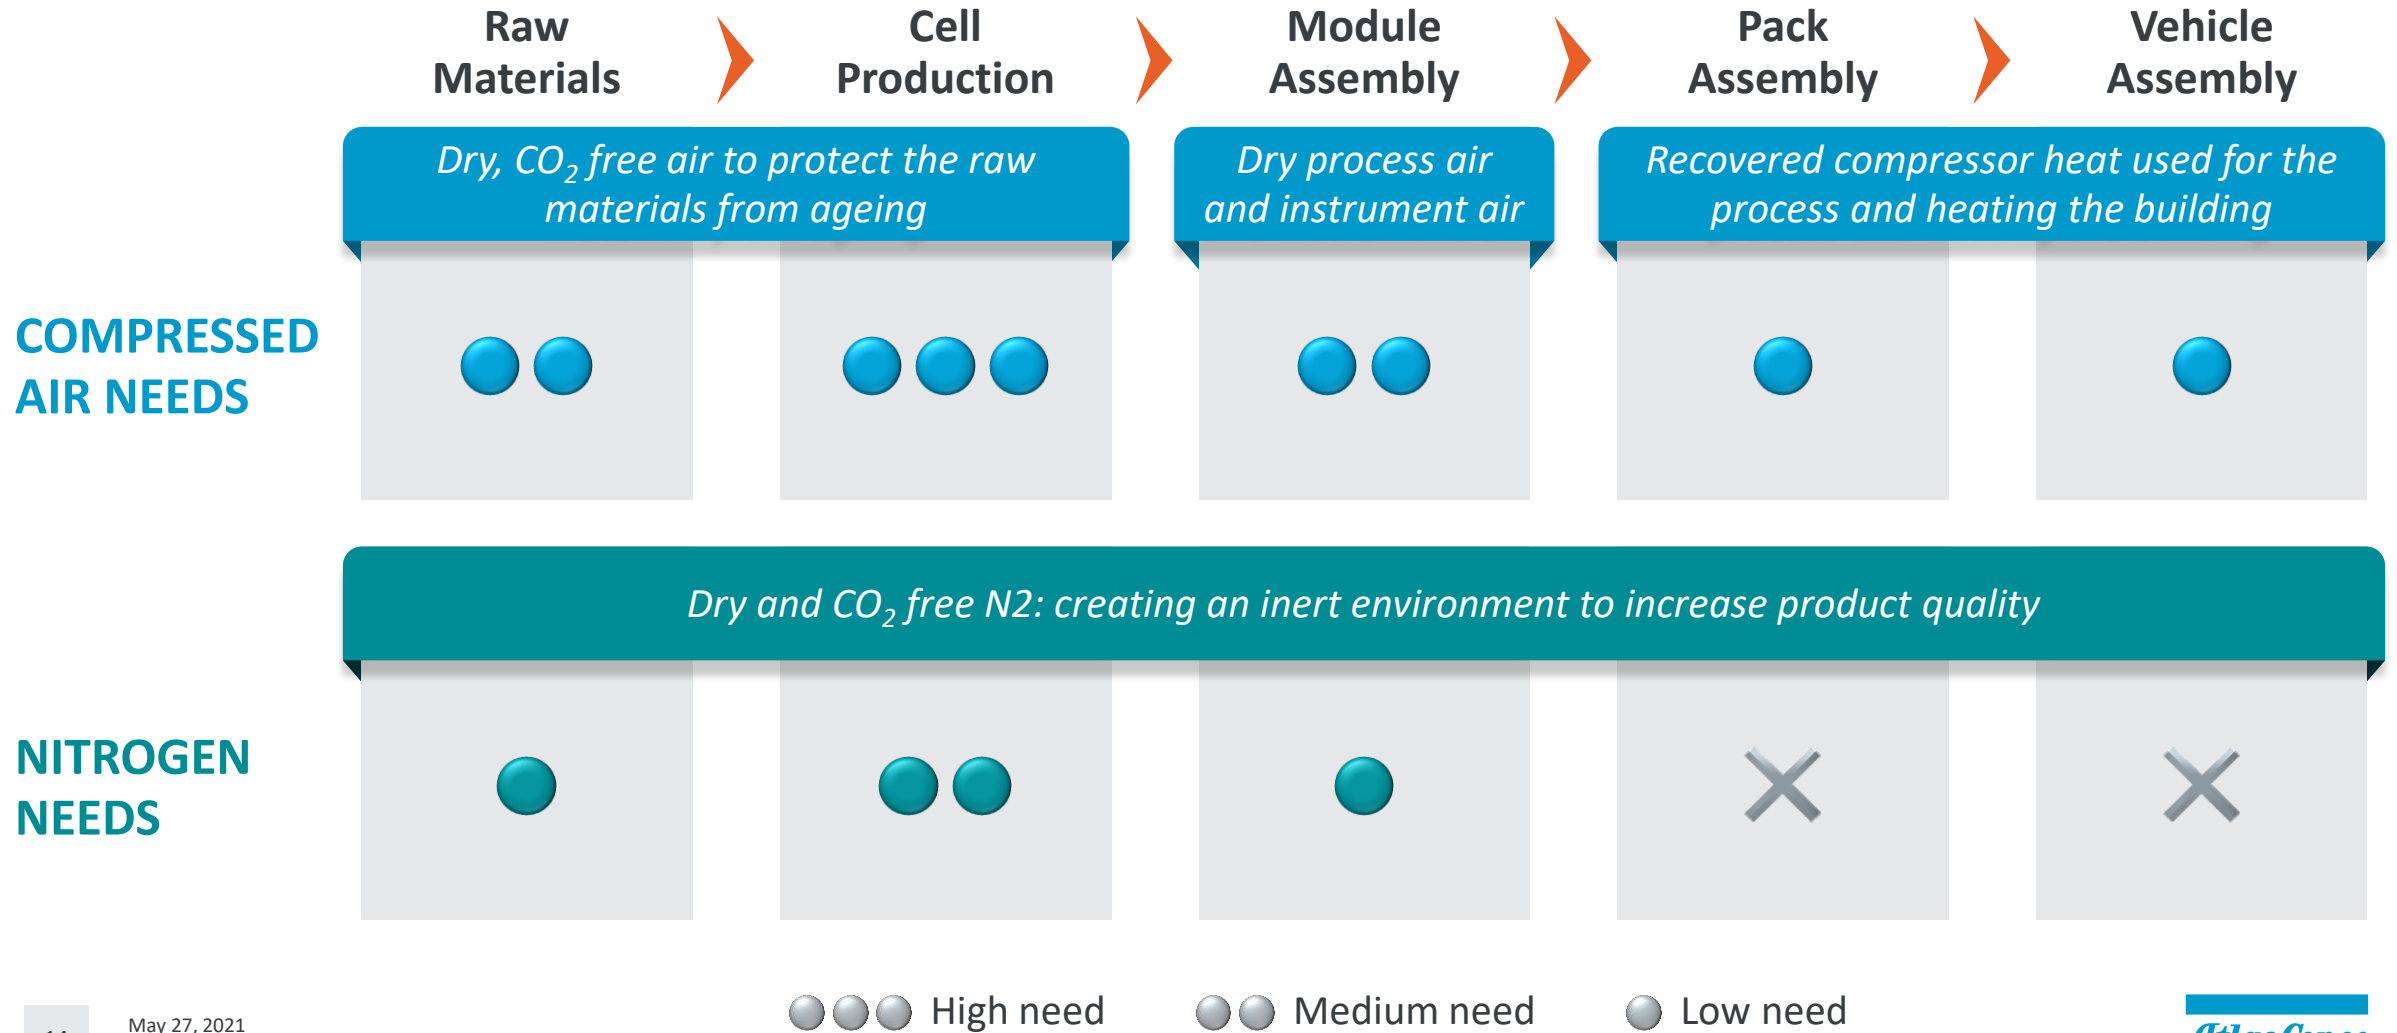 Raw
Materials
Cell
Production
Module
Assembly
Pack
Assembly
Vehicle
Assembly
Dry, CO₂ free air to protect the raw
materials from ageing
Dry process air
and instrument air
Recovered compressor heat used for the
process and heating the building
COMPRESSED
AIR NEEDS
Dry and CO₂ free N2: creating an inert environment to increase product quality
NITROGEN
NEEDS
High need
Medium need
Low need
May 27, 2021
Atlas Copco